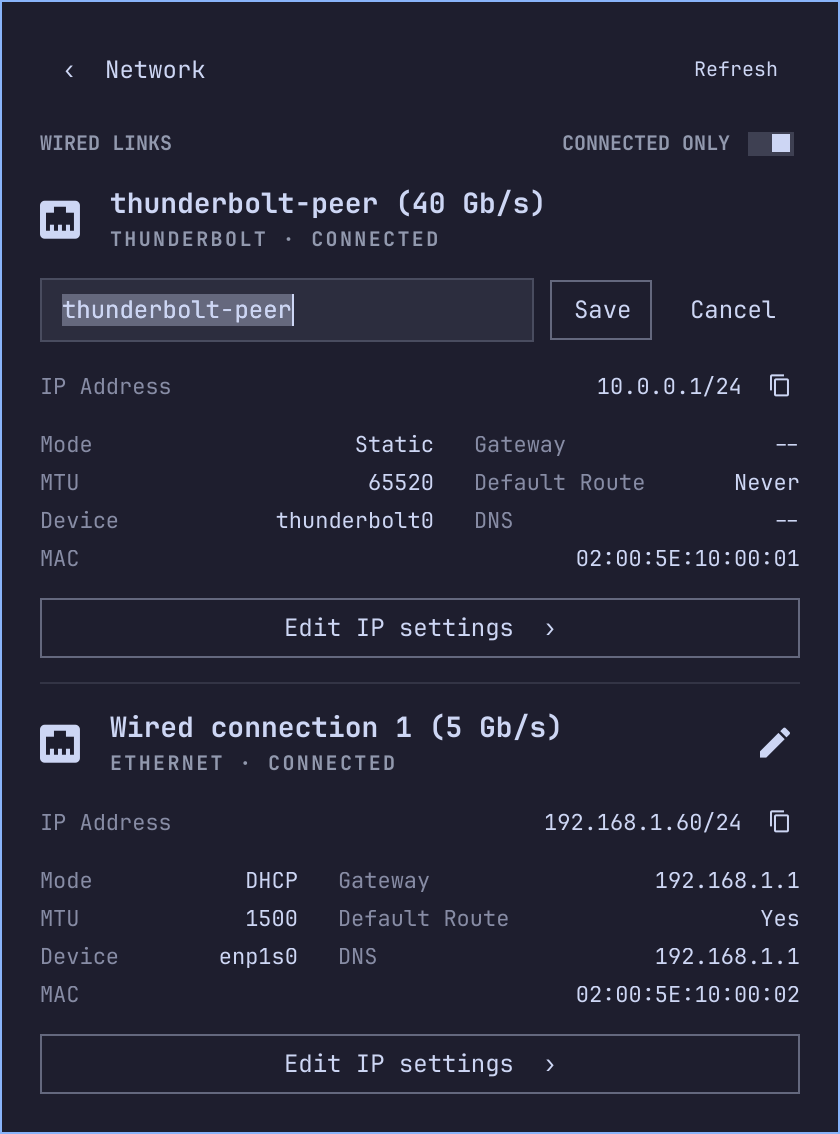 ‹ Network Refresh
WIRED LINKS CONNECTED ONLY
thunderbolt-peer (40 Gb/s)
THUNDERBOLT · CONNECTED
thunderbolt-peer Save Cancel
IP Address 10.0.0.1/24
Mode Static Gateway --
MTU 65520 Default Route Never
Device thunderbolt0 DNS --
MAC 02:00:5E:10:00:01
Edit IP settings ›
Wired connection 1 (5 Gb/s)
ETHERNET · CONNECTED
IP Address 192.168.1.60/24
Mode DHCP Gateway 192.168.1.1
MTU 1500 Default Route Yes
Device enp1s0 DNS 192.168.1.1
MAC 02:00:5E:10:00:02
Edit IP settings ›